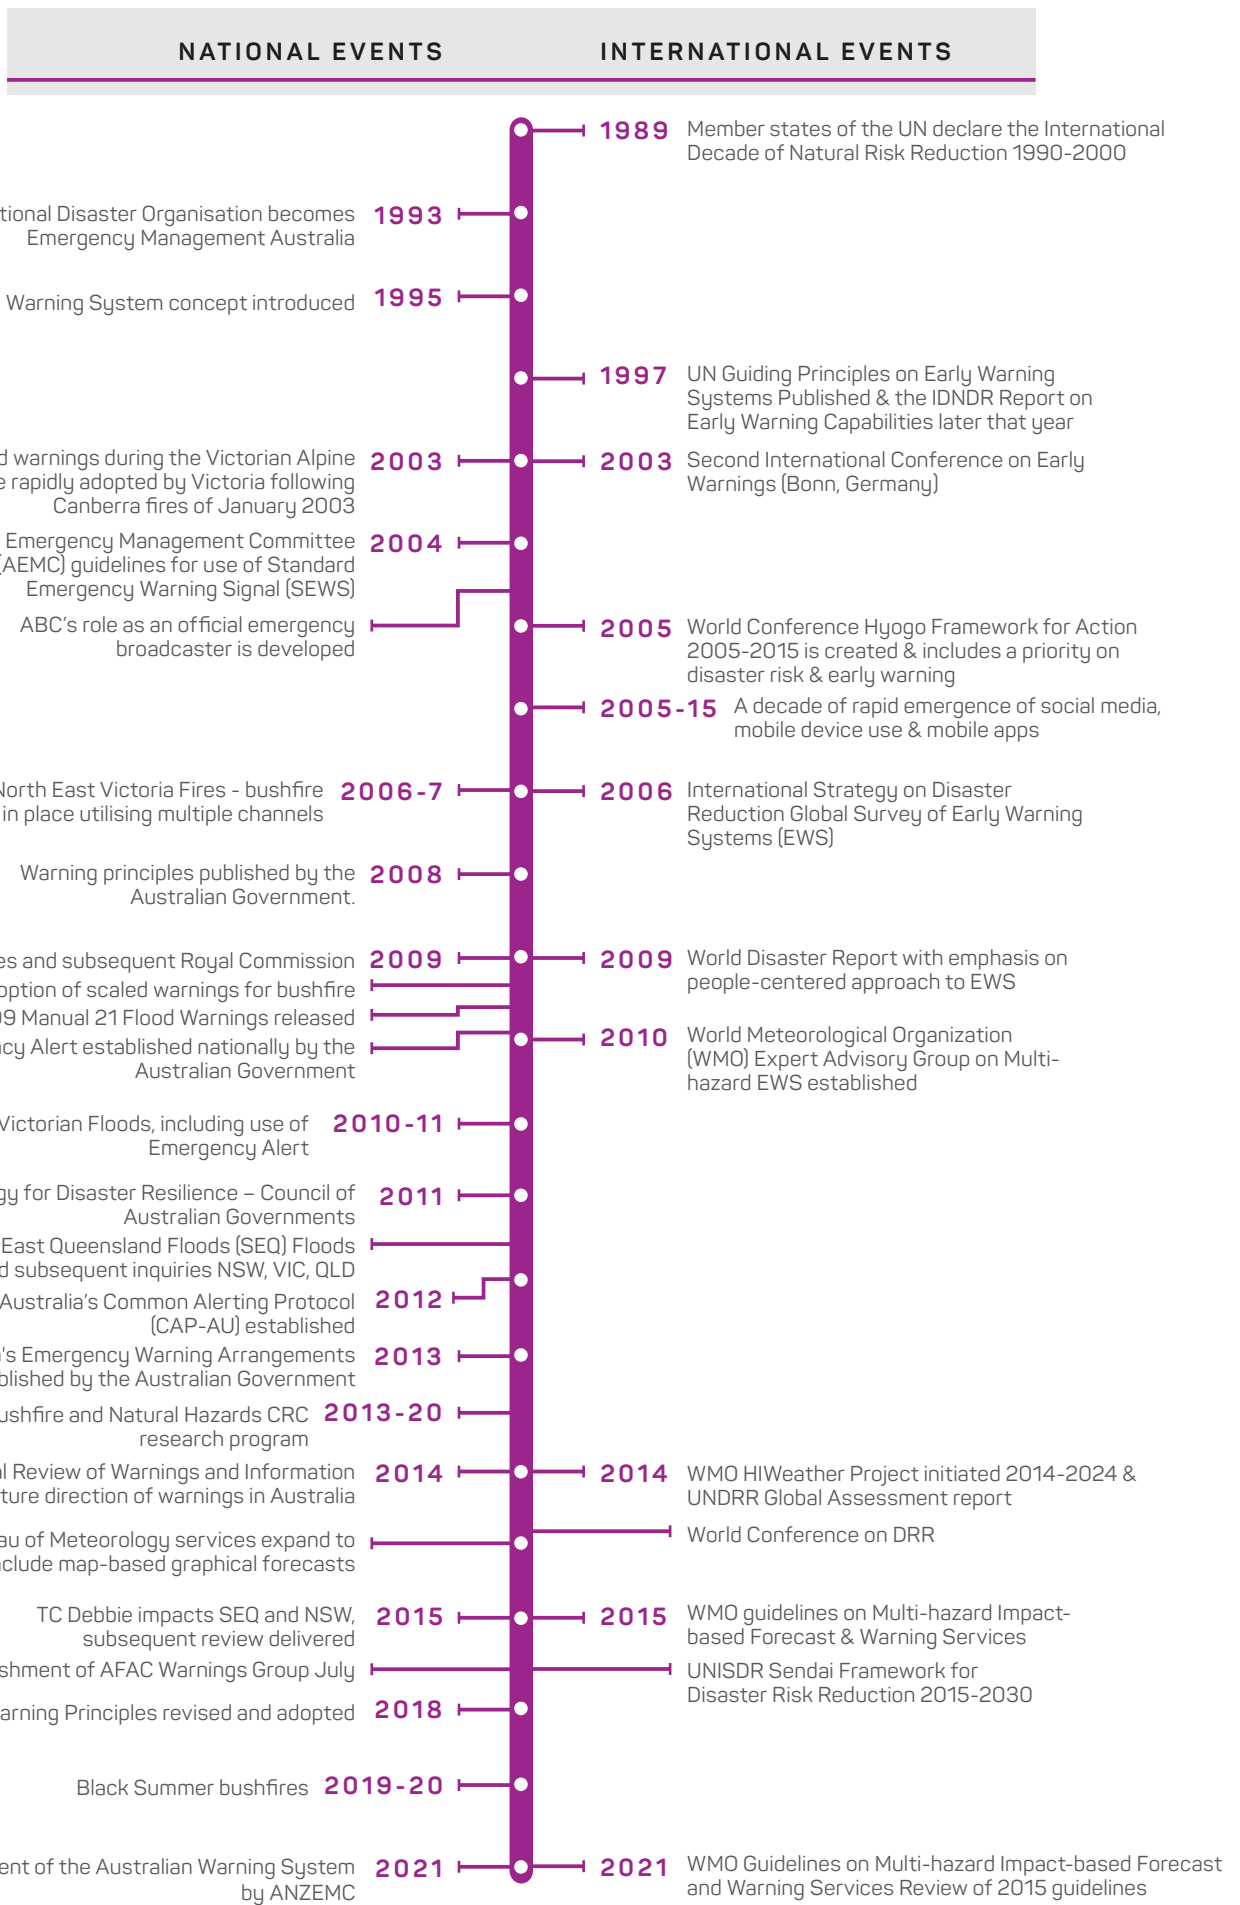 NATIONAL EVENTS
INTERNATIONAL EVENTS
1989 Member states of the UN declare the International
Decade of Natural Risk Reduction 1990-2000
tional Disaster Organisation becomes 1993
Emergency Management Australia
Warning System concept introduced 1995
1997 UN Guiding Principles on Early Warning
Systems Published & the IDNDR Report on
Early Warning Capabilities later that year
d warnings during the Victorian Alpine 2003
e rapidly adopted by Victoria following
Canberra fires of January 2003
2003 Second International Conference on Early
Warnings (Bonn, Germany)
Emergency Management Committee 2004
(AEMC) guidelines for use of Standard
Emergency Warning Signal (SEWS)
ABC's role as an official emergency
broadcaster is developed
2005 World Conference Hyogo Framework for Action
2005-2015 is created & includes a priority on
disaster risk & early warning
2005-15 A decade of rapid emergence of social media,
mobile device use & mobile apps
North East Victoria Fires - bushfire 2006-7
in place utilising multiple channels
2006 International Strategy on Disaster
Reduction Global Survey of Early Warning
Systems (EWS)
Warning principles published by the 2008
Australian Government.
es and subsequent Royal Commission 2009
option of scaled warnings for bushfire
09 Manual 21 Flood Warnings released
cy Alert established nationally by the
Australian Government
2009 World Disaster Report with emphasis on
people-centered approach to EWS
2010 World Meteorological Organization
(WMO) Expert Advisory Group on Multi-
hazard EWS established
Victorian Floods, including use of 2010-11
Emergency Alert
gy for Disaster Resilience – Council of 2011
Australian Governments
East Queensland Floods (SEQ) Floods
d subsequent inquiries NSW, VIC, QLD
Australia's Common Alerting Protocol 2012
(CAP-AU) established
's Emergency Warning Arrangements 2013
blished by the Australian Government
ushfire and Natural Hazards CRC 2013-20
research program
l Review of Warnings and Information 2014
ture direction of warnings in Australia
2014 WMO HIWeather Project initiated 2014-2024 &
UNDRR Global Assessment report
World Conference on DRR
au of Meteorology services expand to
clude map-based graphical forecasts
TC Debbie impacts SEQ and NSW, 2015
subsequent review delivered
2015 WMO guidelines on Multi-hazard Impact-
based Forecast & Warning Services
shment of AFAC Warnings Group July
UNISDR Sendai Framework for
Disaster Risk Reduction 2015-2030
arning Principles revised and adopted 2018
Black Summer bushfires 2019-20
ent of the Australian Warning System 2021
by ANZEMC
2021 WMO Guidelines on Multi-hazard Impact-based Forecast
and Warning Services Review of 2015 guidelines